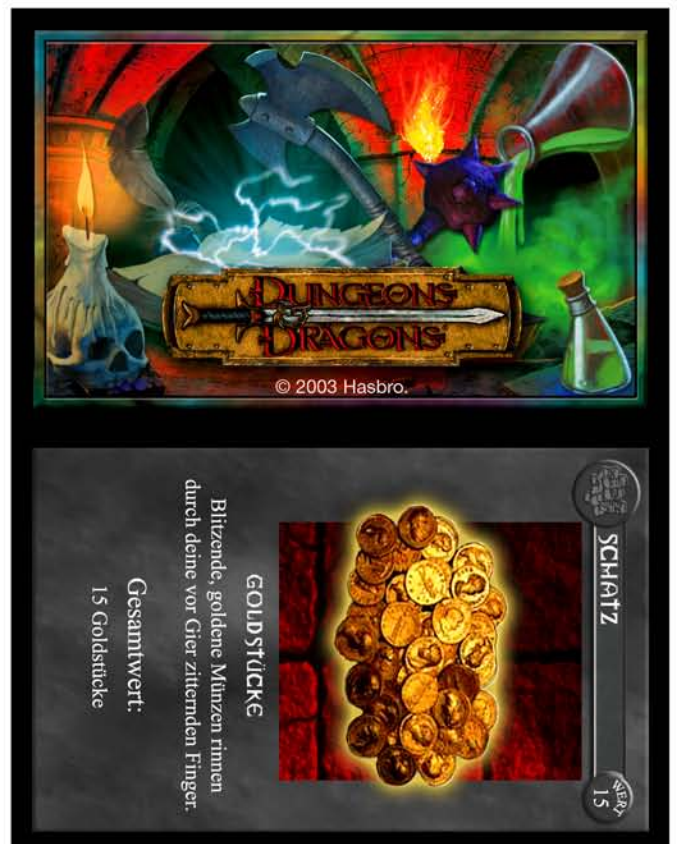 DUNGEONS
DRAGONS
© 2003 Hasbro.
SCHATZ
WERT
15
GOLDSTÜCKE
Blitzende, goldene Münzen rinnen
durch deine vor Gier zitternden Finger.
Gesamtwert:
15 Goldstücke